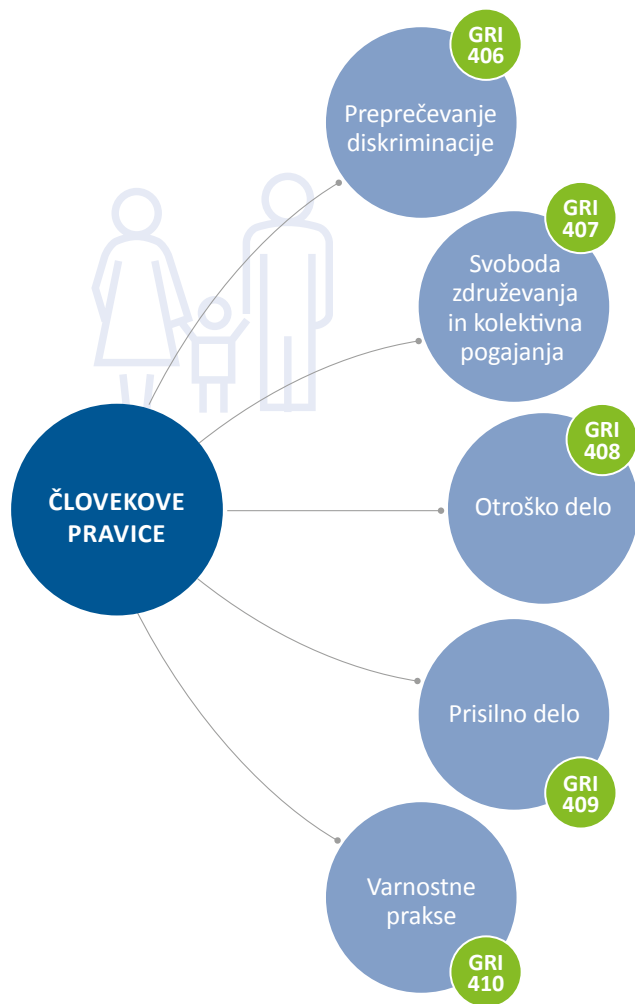 GRI
406
Preprečevanje
diskriminacije
GRI
407
Svoboda
združevanja
in kolektivna
pogajanja
GRI
408
ČLOVEKOVE
PRAVICE
Otroško delo
Prisilno delo
GRI
409
Varnostne
prakse
GRI
410